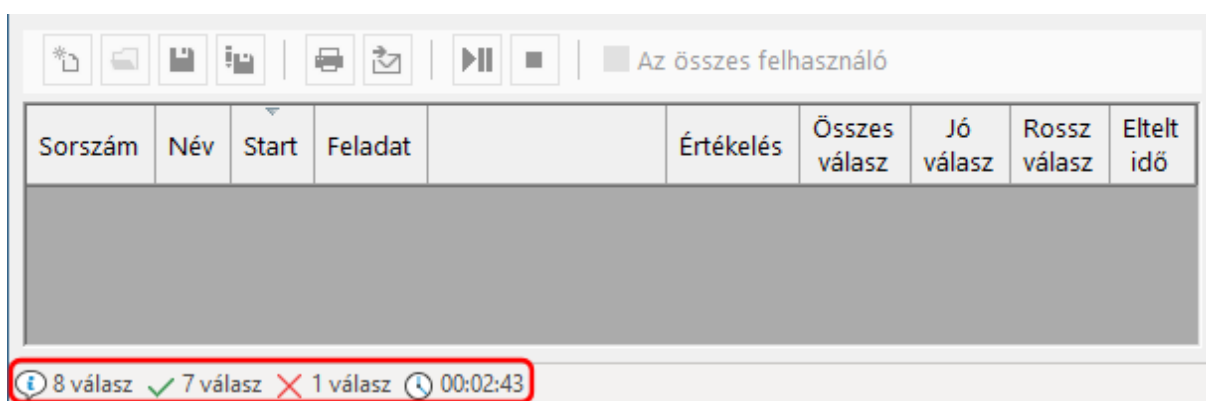 Az összes felhasználó
Sorszám Név Start Feladat Értékelés Összes válasz Jó válasz Rossz válasz Eltelt idő
8 válasz 7 válasz 1 válasz 00:02:43